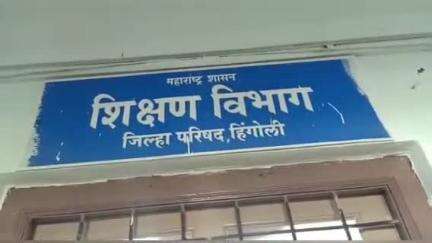 महाराष्ट्र शासन
शिक्षण विभाग
जिल्हा परिषद, हिंगोली